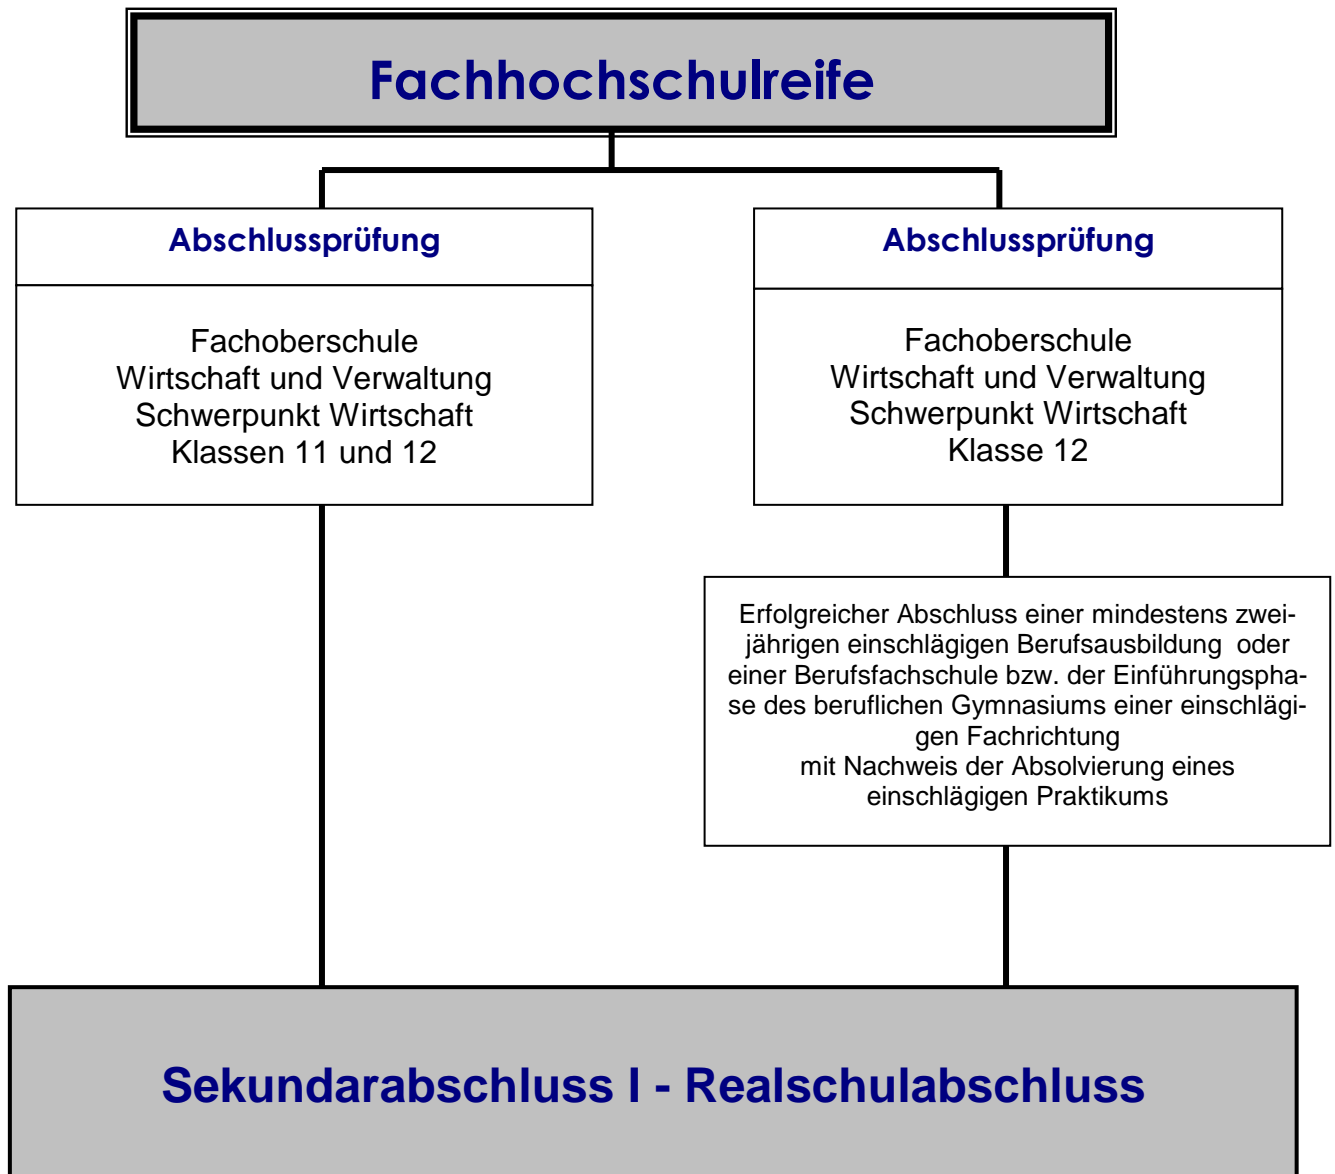 Fachhochschulreife
Abschlussprüfung
Fachoberschule
Wirtschaft und Verwaltung
Schwerpunkt Wirtschaft
Klassen 11 und 12
Abschlussprüfung
Fachoberschule
Wirtschaft und Verwaltung
Schwerpunkt Wirtschaft
Klasse 12
Erfolgreicher Abschluss einer mindestens zwei-
jährigen einschlägigen Berufsausbildung  oder
einer Berufsfachschule bzw. der Einführungspha-
se des beruflichen Gymnasiums einer einschlägi-
gen Fachrichtung
mit Nachweis der Absolvierung eines
einschlägigen Praktikums
Sekundarabschluss I - Realschulabschluss